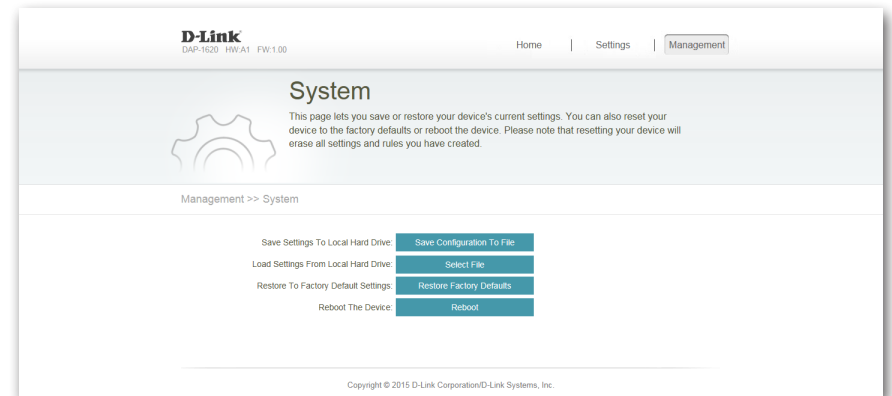 D-Link
DAP-1620 HW:A1 FW:1.00
Home | Settings | Management
System
This page lets you save or restore your device's current settings. You can also reset your
device to the factory defaults or reboot the device. Please note that resetting your device will
erase all settings and rules you have created.
Management >> System
Save Settings To Local Hard Drive: Save Configuration To File
Load Settings From Local Hard Drive: Select File
Restore To Factory Default Settings: Restore Factory Defaults
Reboot The Device: Reboot
Copyright © 2015 D-Link Corporation/D-Link Systems, Inc.